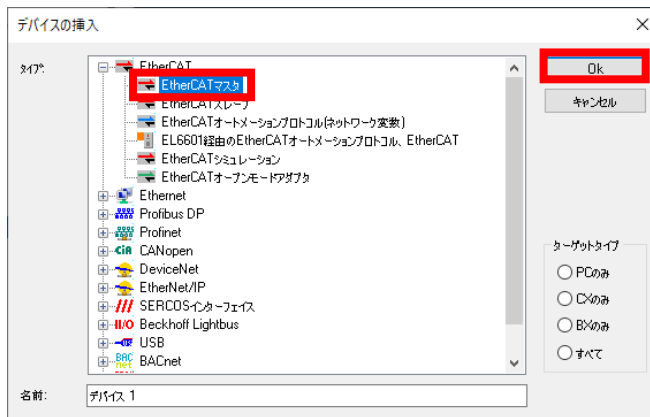 デバイスの挿入
タイプ:
EtherCAT
EtherCATマスタ
EtherCATスレーブ
EtherCATオートメーションプロトコル(ネットワーク変数)
EL6601経由のEtherCATオートメーションプロトコル、EtherCAT
EtherCATシミュレーション
EtherCATオープンモードアダプタ
Ethernet
Profibus DP
Profinet
CANopen
DeviceNet
EtherNet/IP
SERCOSインターフェイス
Beckhoff Lightbus
USB
BACnet
Ok
キャンセル
ターゲットタイプ
PCのみ
CXのみ
BXのみ
すべて
名前:
デバイス 1